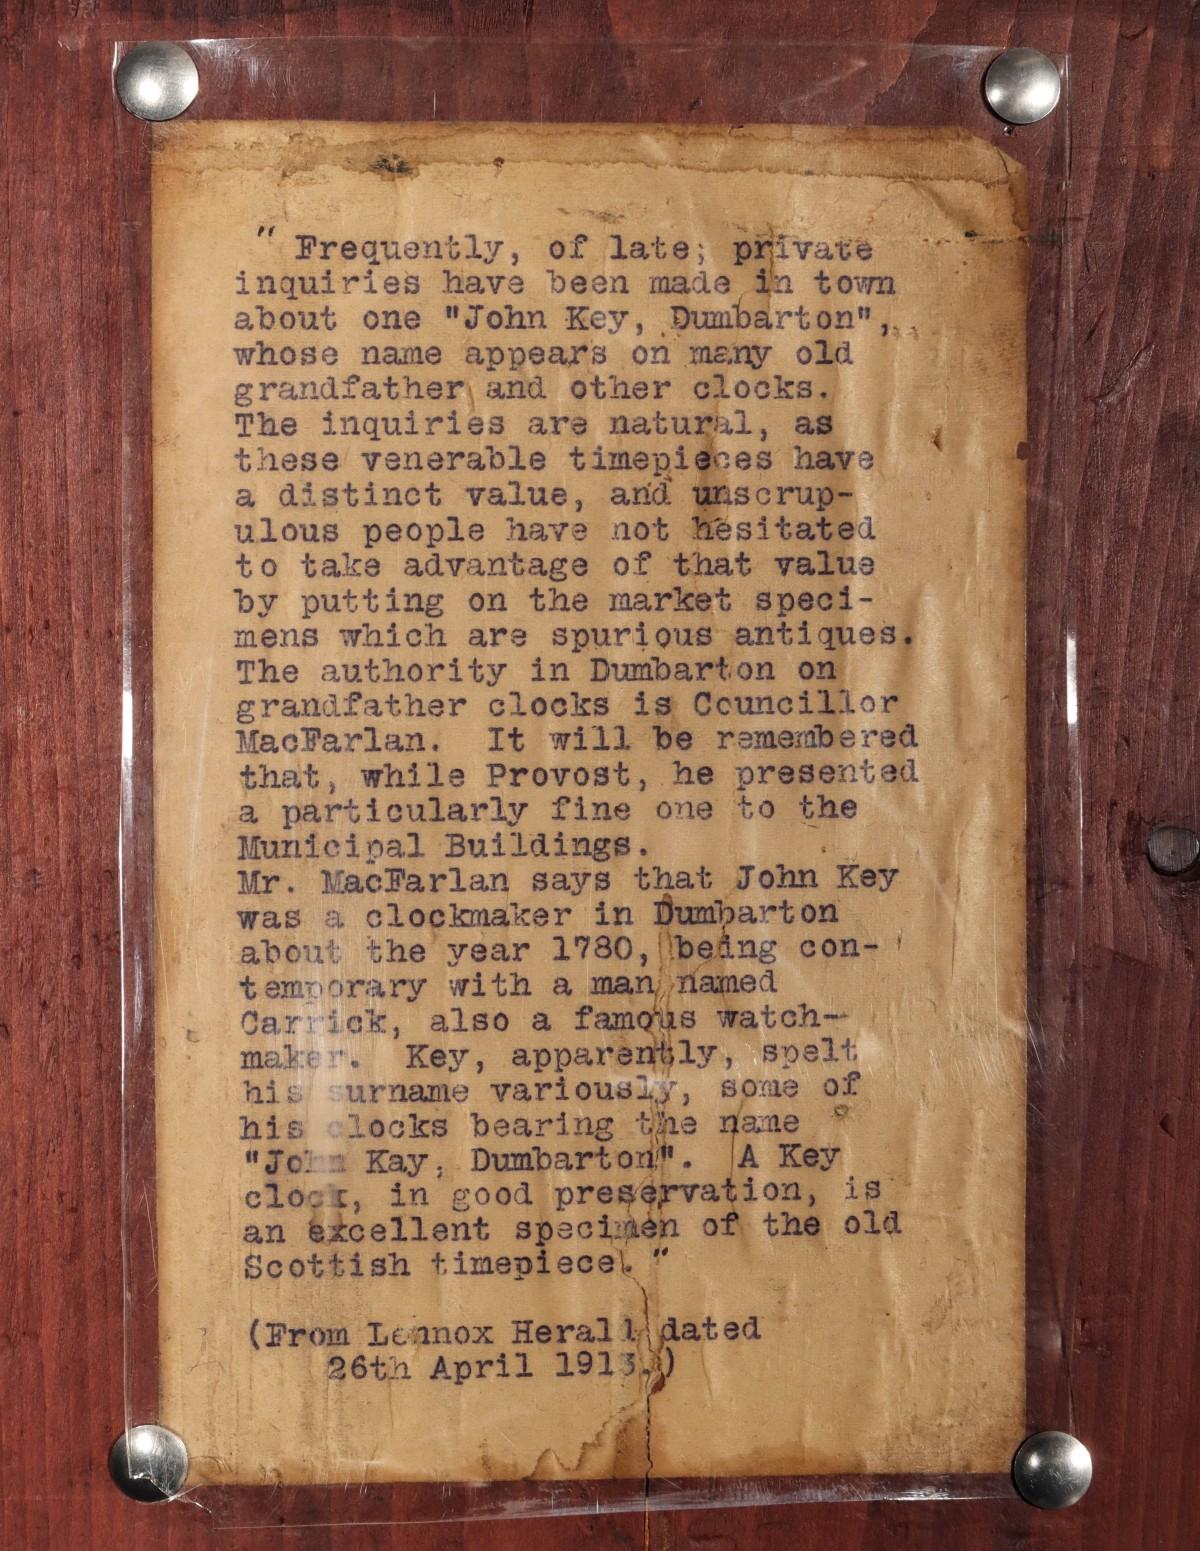 " Frequently, of late; private
inquiries have been made in town
about one "John Key, Dumbarton",
whose name appears on many old
grandfather and other clocks.
The inquiries are natural, as
these venerable timepieces have
a distinct value, and unscrup-
ulous people have not hesitated
to take advantage of that value
by putting on the market speci-
mens which are spurious antiques.
The authority in Dumbarton on
grandfather clocks is Councillor
MacFarlan. It will be remembered
that, while Provost, he presented
a particularly fine one to the
Municipal Buildings.
Mr. MacFarlan says that John Key
was a clockmaker in Dumbarton
about the year 1780, being con-
temporary with a man named
Carrick, also a famous watch-
maker. Key, apparently, spelt
his surname variously, some of
his clocks bearing the name
"John Kay, Dumbarton". A Key
clock, in good preservation, is
an excellent specimen of the old
Scottish timepiece. "
(From Lennox Herall dated
26th April 1913.)